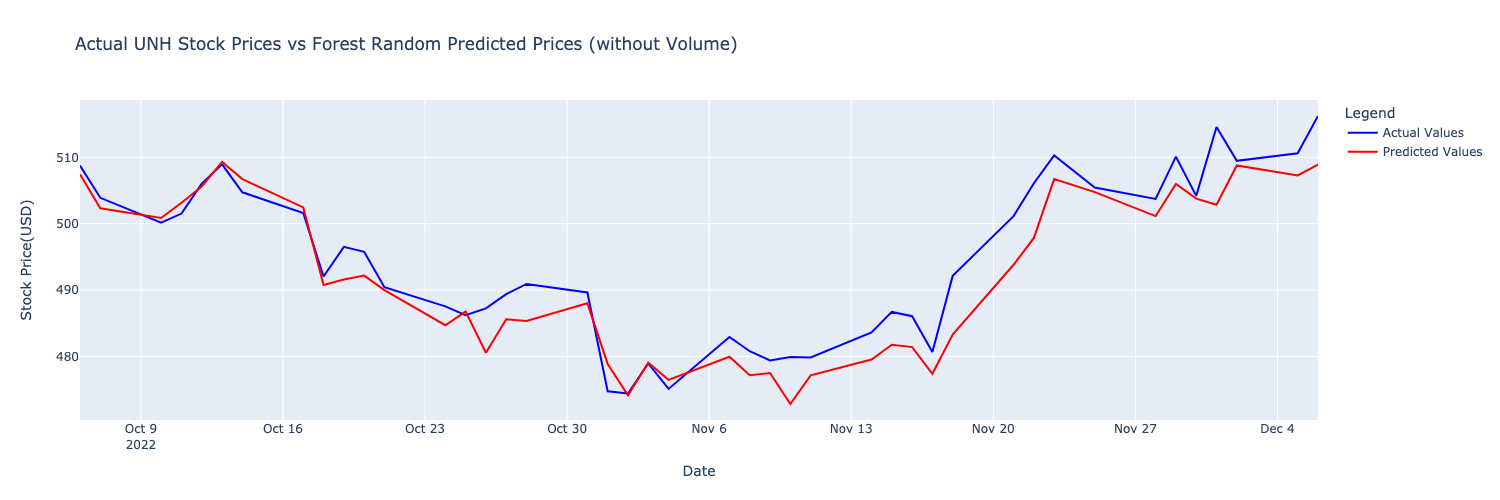 Actual UNH Stock Prices vs Forest Random Predicted Prices (without Volume)
Legend
Actual Values
Predicted Values
Stock Price(USD)
510
500
490
480
Oct 9
2022
Oct 16
Oct 23
Oct 30
Nov 6
Nov 13
Nov 20
Nov 27
Dec 4
Date